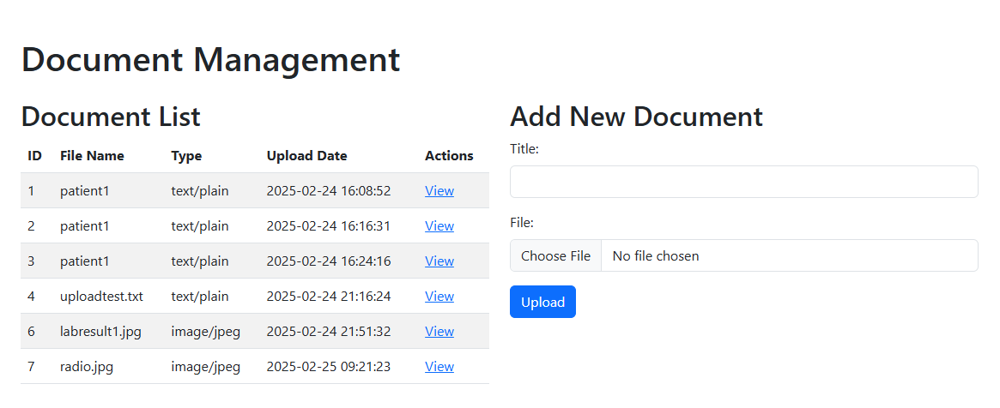 Document Management
Document List
ID File Name Type Upload Date Actions
1 patient1 text/plain 2025-02-24 16:08:52 View
2 patient1 text/plain 2025-02-24 16:16:31 View
3 patient1 text/plain 2025-02-24 16:24:16 View
4 uploadtest.txt text/plain 2025-02-24 21:16:24 View
6 labresult1.jpg image/jpeg 2025-02-24 21:51:32 View
7 radio.jpg image/jpeg 2025-02-25 09:21:23 View
Add New Document
Title:
File:
Choose File No file chosen
Upload